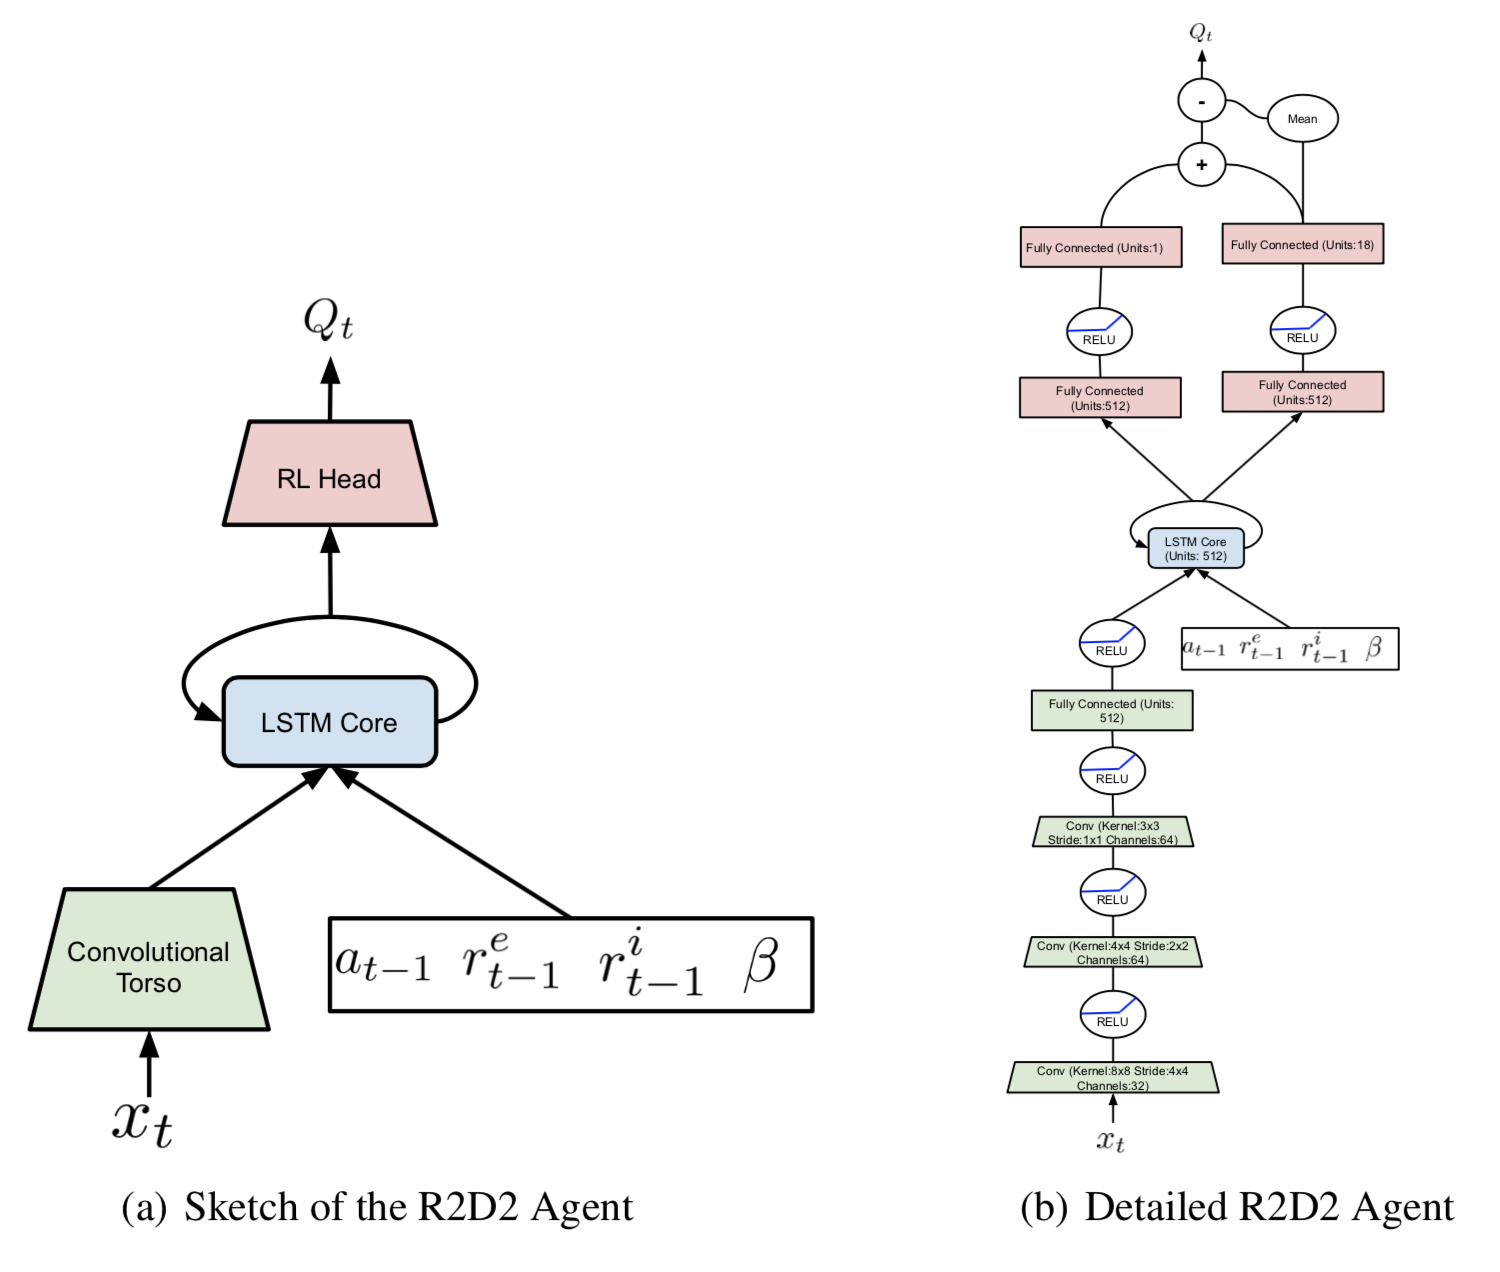 Q_t
RL Head
LSTM Core
Convolutional
Torso
a_{t-1} r^e_{t-1} r^i_{t-1} β
x_t
(a) Sketch of the R2D2 Agent
Q_t
-
Mean
+
Fully Connected (Units:1)
Fully Connected (Units:18)
RELU
RELU
Fully Connected
(Units:512)
Fully Connected
(Units:512)
LSTM Core
(Units: 512)
RELU
a_{t-1} r^e_{t-1} r^i_{t-1} β
Fully Connected (Units:
512)
RELU
Conv (Kernel:3x3
Stride:1x1 Channels:64)
RELU
Conv (Kernel:4x4 Stride:2x2
Channels:64)
RELU
Conv (Kernel:8x8 Stride:4x4
Channels:32)
x_t
(b) Detailed R2D2 Agent